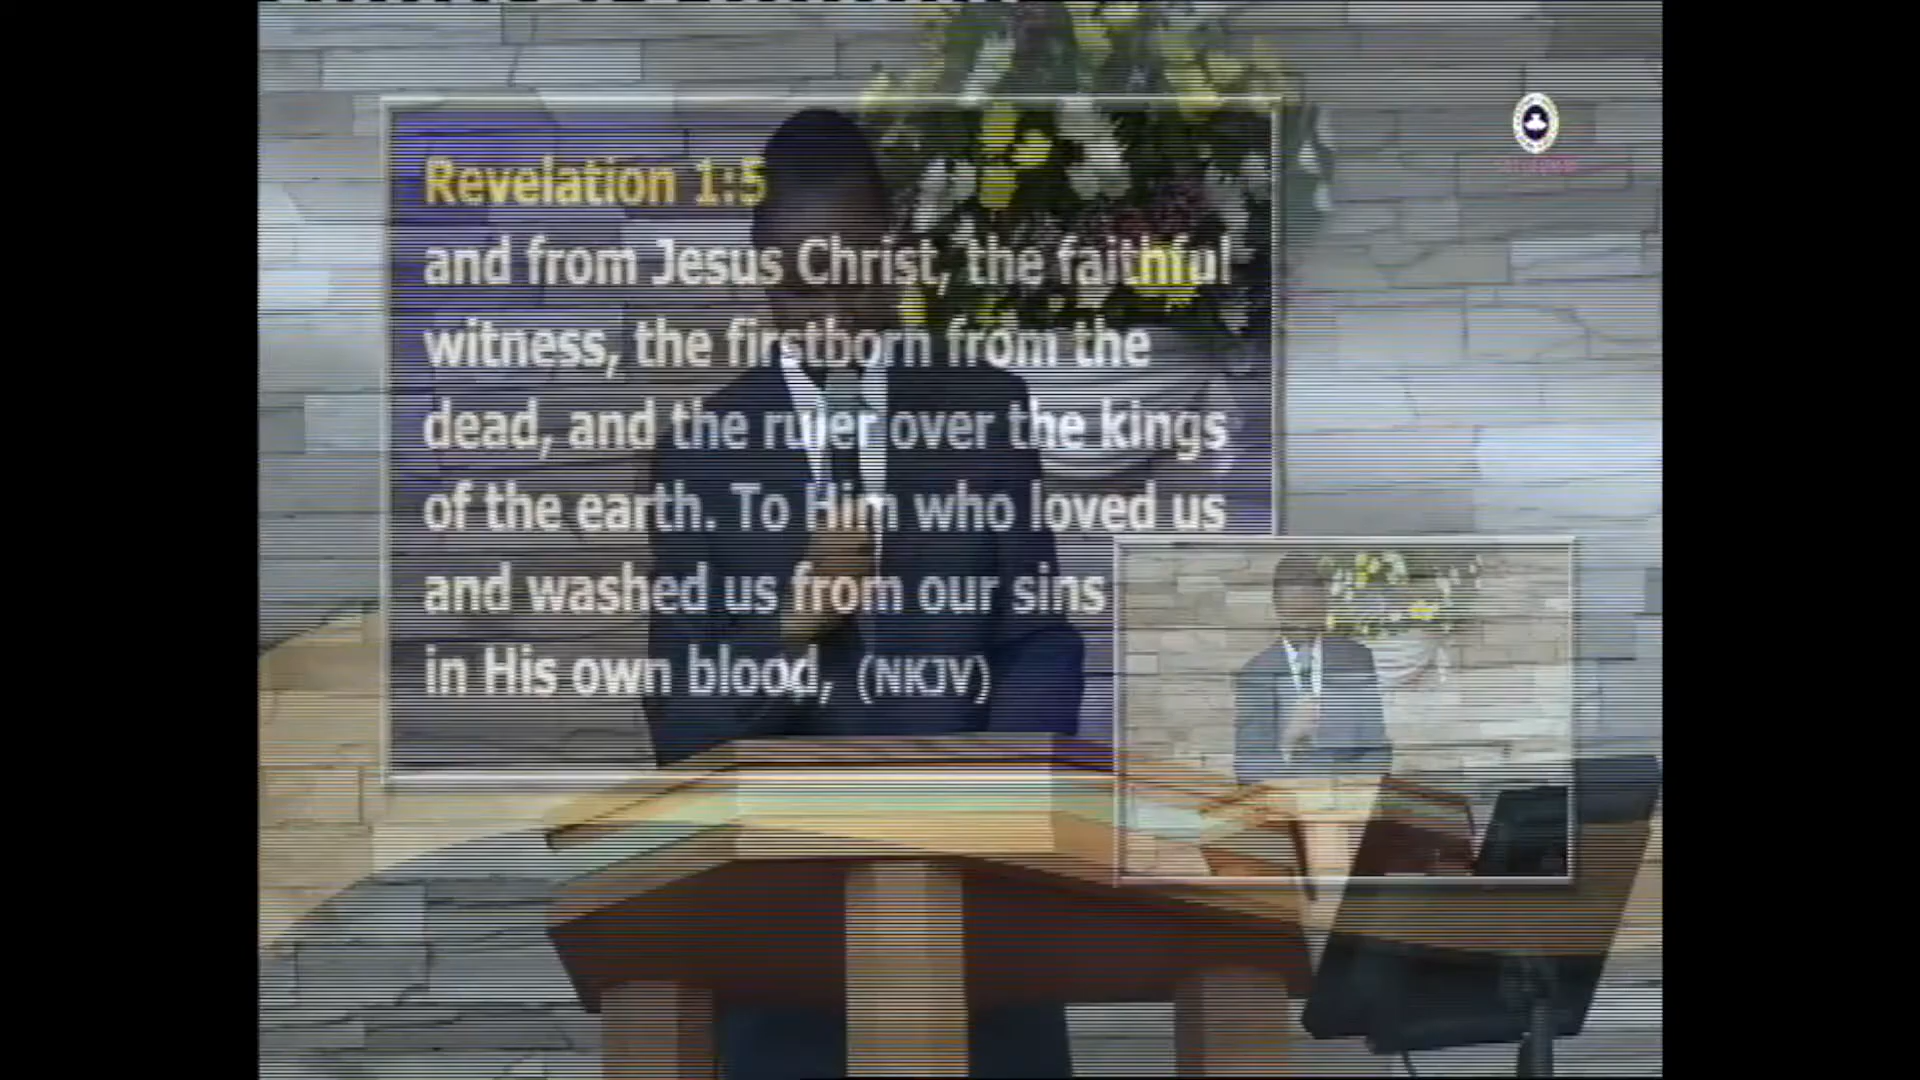 Revelation 1:5
and from Jesus Christ, the faithful
witness, the firstborn from the
dead, and the ruler over the kings
of the earth. To Him who loved us
and washed us from our sins
in His own blood, (NKJV)